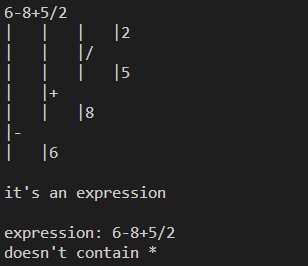 6-8+5/2
|   |   |   |2
|   |   |/
|   |   |   |5
|   |+
|   |   |8
|-
|   |6

it's an expression

expression: 6-8+5/2
doesn't contain *